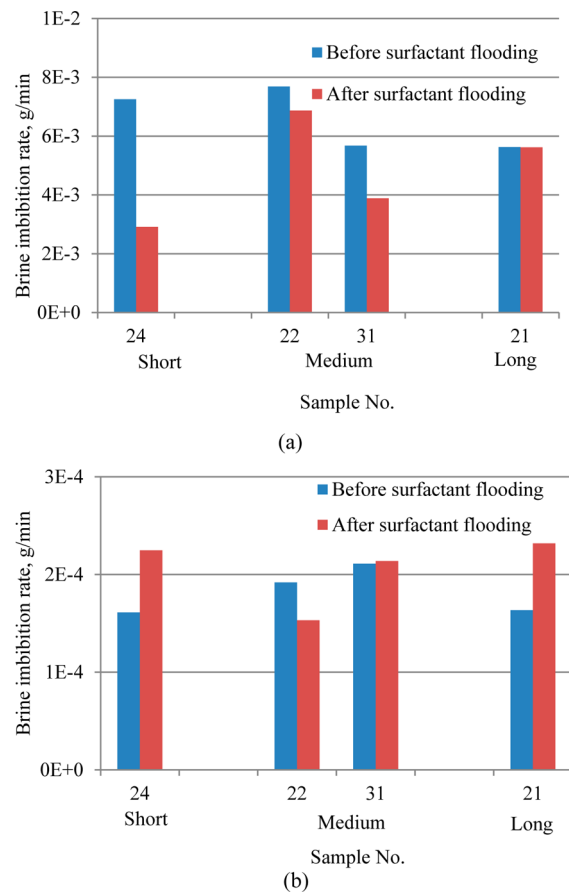 1E-2
8E-3
6E-3
4E-3
2E-3
0E+0
Brine imbibition rate, g/min
Before surfactant flooding
After surfactant flooding
24 22 31 21
Short Medium Long
Sample No.
(a)
3E-4
2E-4
1E-4
0E+0
Brine imbibition rate, g/min
Before surfactant flooding
After surfactant flooding
24 22 31 21
Short Medium Long
Sample No.
(b)